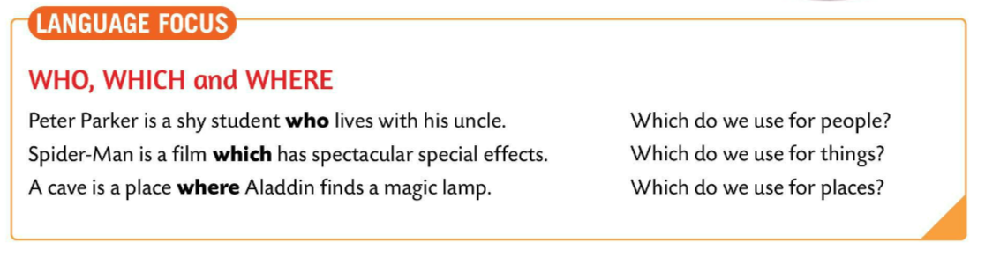 LANGUAGE FOCUS
WHO, WHICH and WHERE
Peter Parker is a shy student who lives with his uncle. Which do we use for people?
Spider-Man is a film which has spectacular special effects. Which do we use for things?
A cave is a place where Aladdin finds a magic lamp. Which do we use for places?